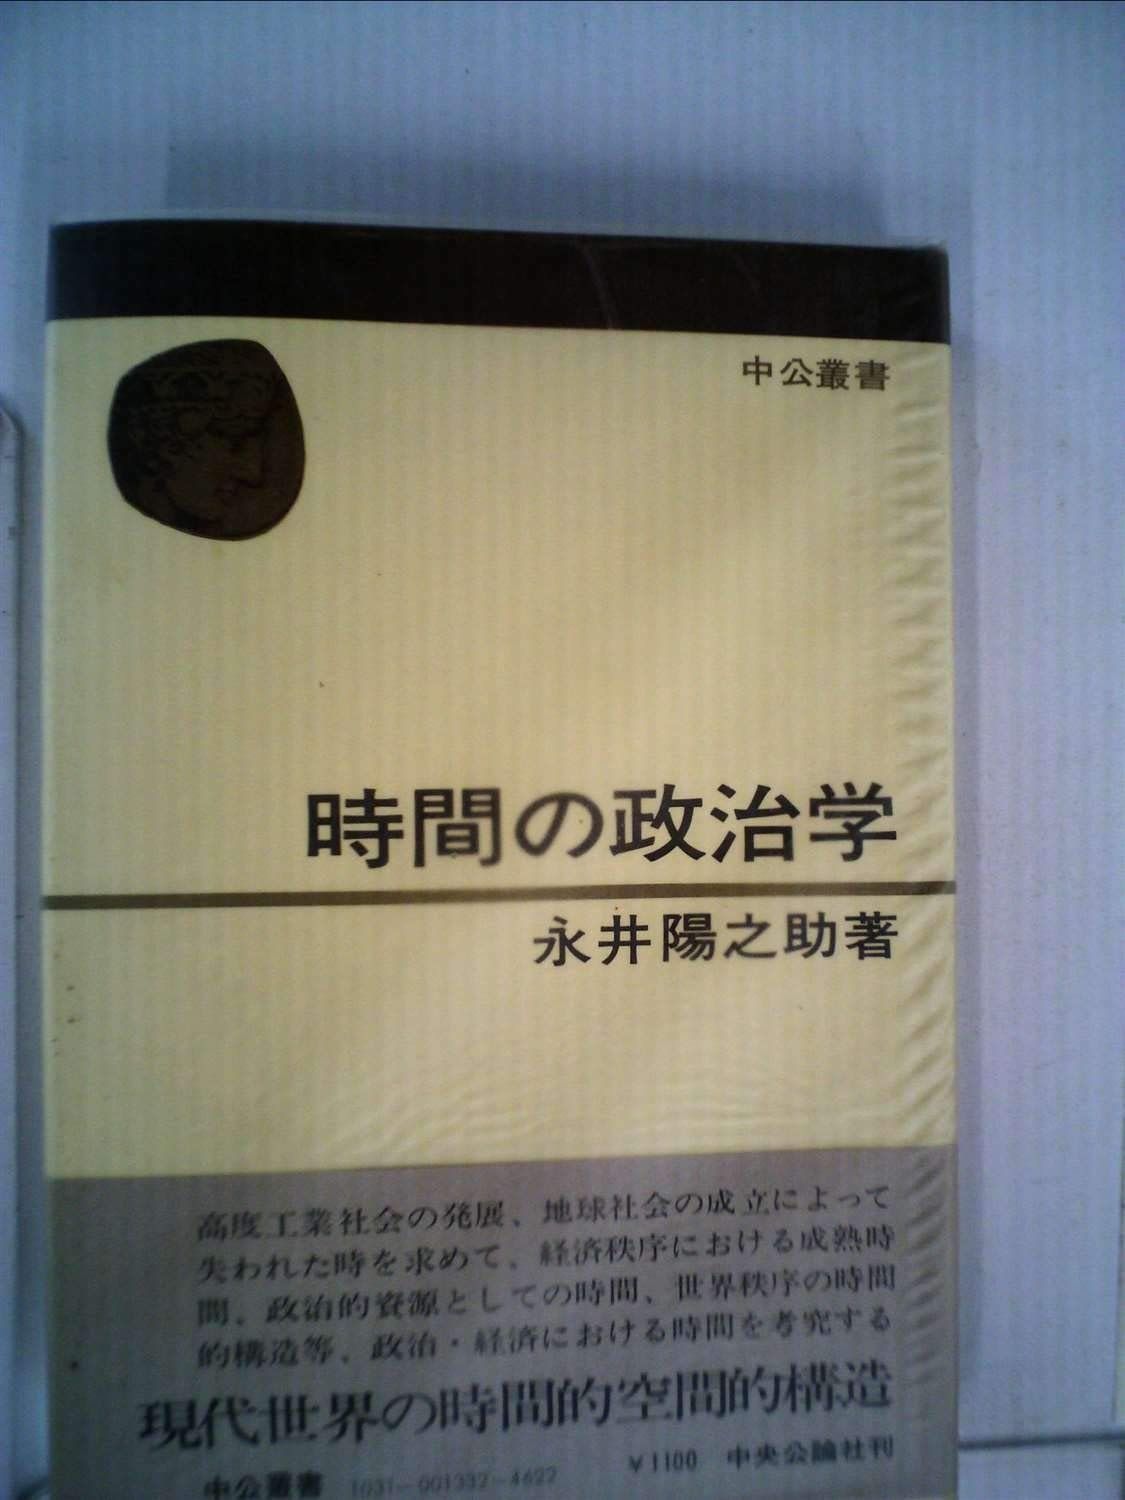 中公叢書
時間の政治学
永井陽之助著
高度工業社会の発展、地球社会の成立によって
失われた時を求めて、経済秩序における成熟時
間、政治的資源としての時間、世界秩序の時間
的構造等、政治・経済における時間を考究する
現代世界の時間的空間的構造
中公叢書 1031-001332-4622 ¥1100 中央公論社刊